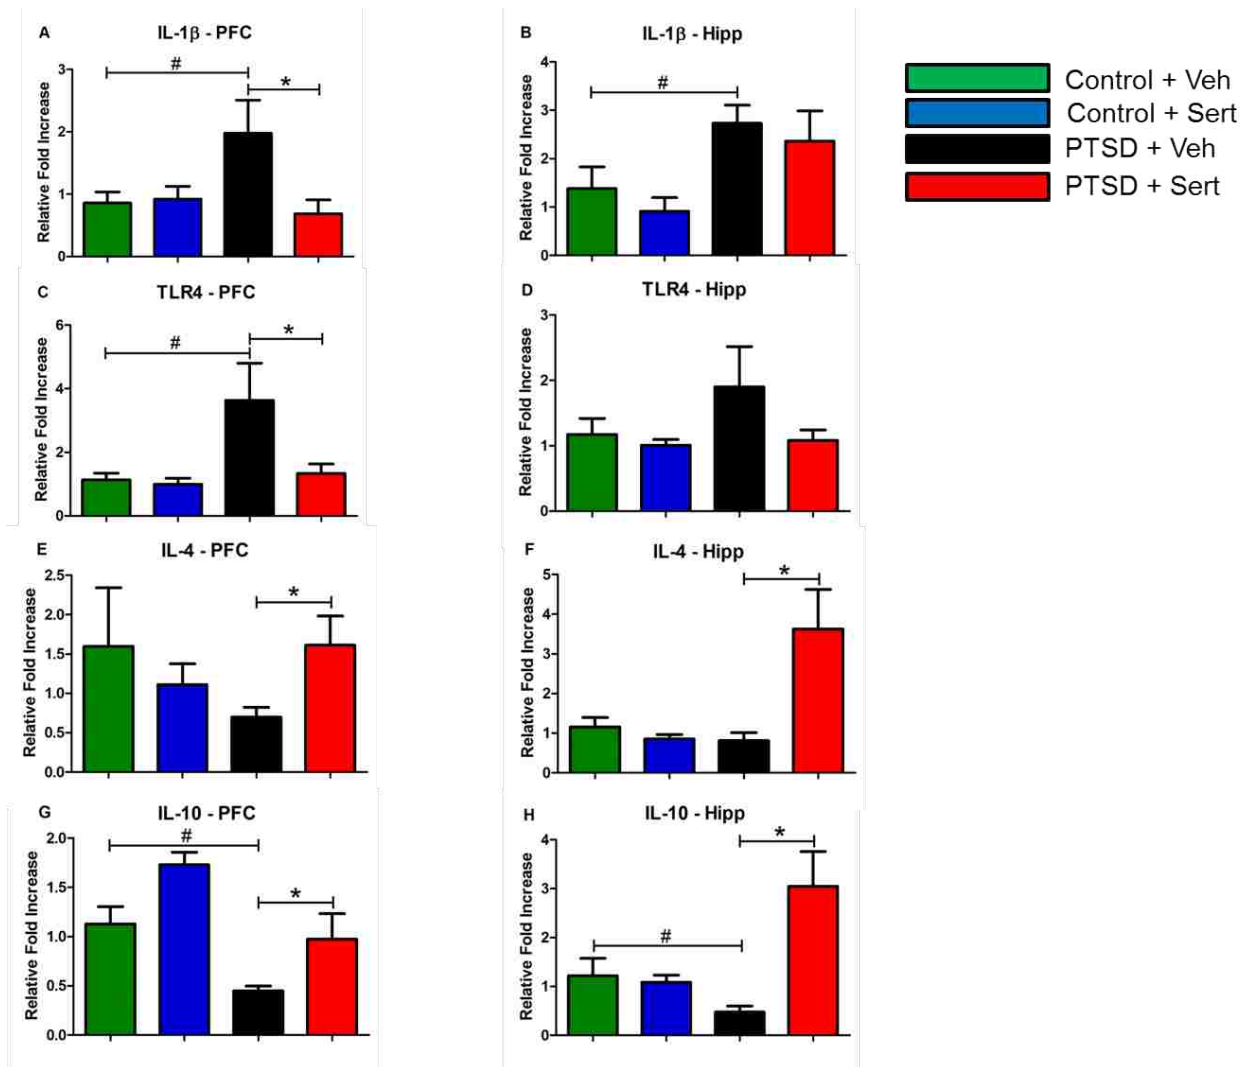 A
IL-1β - PFC
Relative Fold Increase
3
2
1
0
#
*
B
IL-1β - Hipp
Relative Fold Increase
4
3
2
1
0
#
Control + Veh
Control + Sert
PTSD + Veh
PTSD + Sert
C
TLR4 - PFC
Relative Fold Increase
6
4
2
0
#
*
D
TLR4 - Hipp
Relative Fold Increase
3
2
1
0
E
IL-4 - PFC
Relative Fold Increase
2.5
2.0
1.5
1.0
0.5
0.0
*
F
IL-4 - Hipp
Relative Fold Increase
5
4
3
2
1
0
*
G
IL-10 - PFC
Relative Fold Increase
2.0
1.5
1.0
0.5
0.0
#
*
H
IL-10 - Hipp
Relative Fold Increase
4
3
2
1
0
#
*